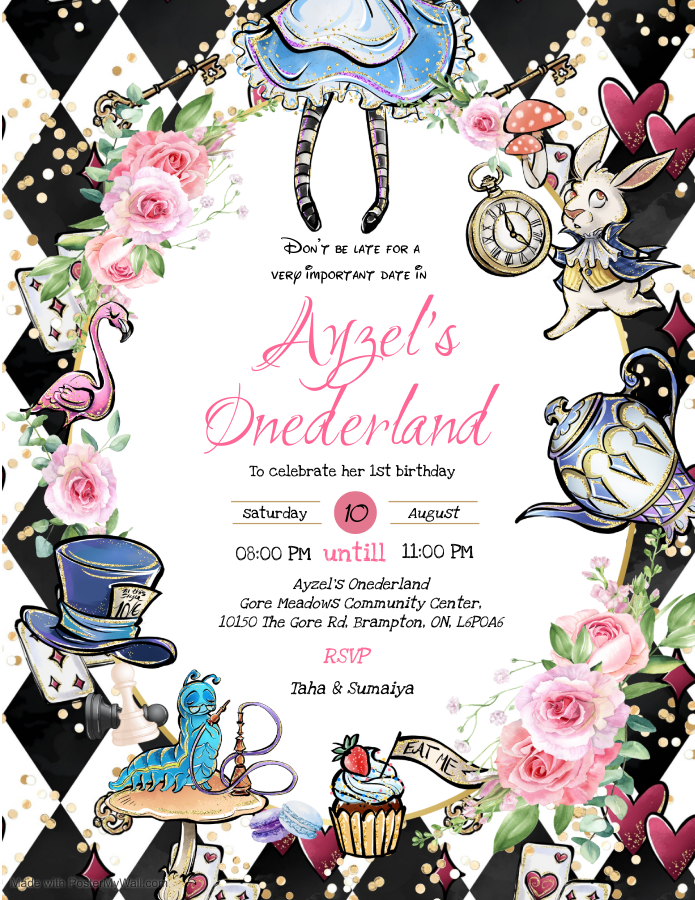 Don't be late for a
very important date in
Ayzel's
Onederland
To celebrate her 1st birthday
saturday 10 August
08:00 PM untill 11:00 PM
Ayzel's Onederland
Gore Meadows Community Center,
10150 The Gore Rd, Brampton, ON, L6P0A6
RSVP
Taha & Sumaiya
10/6
EAT ME
Made with PosterMyWall.com